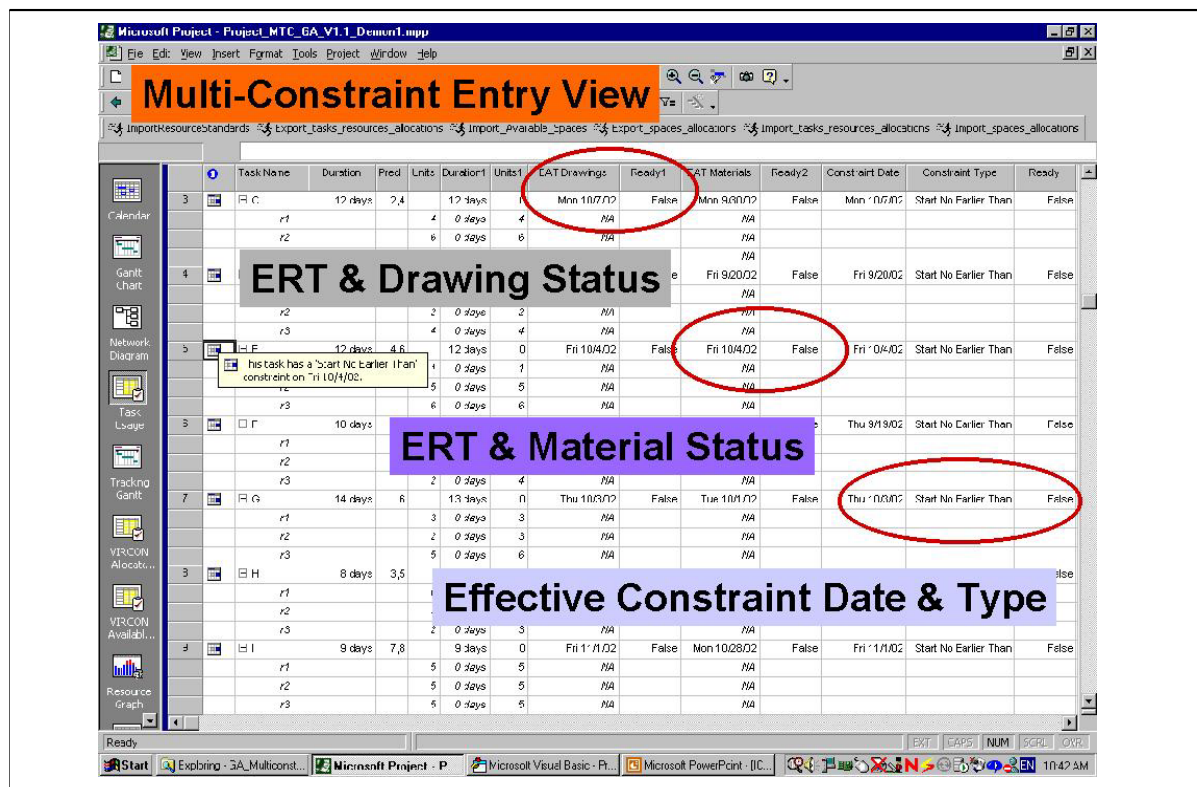 Microsoft Project - Project_MTC_GA_V1.1_Demon1.mpp
File Edit View Insert Format Tools Project Window Help
Multi-Constraint Entry View
ImportResourceStandards Export_tasks_resources_allocations Import_Available_Spaces Export_spaces_allocations Import_tasks_resources_allocations Import_spaces_allocations
Task Name Duration Pred Units Duration1 Units1 EAT Drawings Ready1 EAT Materials Ready2 Constraint Date Constraint Type Ready
3 C 12 days 2,4 12 days Mon 10/7/02 False Mon 9/30/02 False Mon 10/7/02 Start No Earlier Than False
Calendar
r1 4 0 days 4 NA NA
r2 6 0 days 6 NA NA
NA
Gantt Chart
4 Fri 9/20/02 False Fri 9/20/02 Start No Earlier Than False
ERT & Drawing Status
NA
r2 2 0 days 2 NA NA
r3 4 0 days 4 NA NA
Network Diagram
5 E 12 days 4,6 12 days 0 Fri 10/4/02 False Fri 10/4/02 False Fri 10/4/02 Start No Earlier Than False
This task has a 'Start No Earlier Than' constraint on Fri 10/4/02.
1 NA NA
r2 5 0 days 5 NA NA
r3 6 0 days 6 NA NA
Task Usage
F 10 days Thu 9/19/02 Start No Earlier Than False
ERT & Material Status
r1
r2
r3 2 0 days 4 NA NA
Tracking Gantt
7 G 14 days 6 13 days 0 Thu 10/3/02 False Tue 10/1/02 False Thu 10/3/02 Start No Earlier Than False
r1 3 0 days 3 NA NA
r2 2 0 days 3 NA NA
r3 5 0 days 6 NA NA
VIRCON Allocatio...
H 8 days 3,5
Effective Constraint Date & Type
r1
r2
r3 2 0 days 3 NA NA
VIRCON Availabl...
I 9 days 7,8 9 days 0 Fri 11/1/02 False Mon 10/28/02 False Fri 11/1/02 Start No Earlier Than False
r1 5 0 days 5 NA NA
r2 5 0 days 5 NA NA
r3 5 0 days 5 NA NA
Resource Graph
Ready EXT CAPS NUM SCRL OVR
Start Exploring - GA_Multiconst... Microsoft Project - P... Microsoft Visual Basic - Pr... Microsoft PowerPoint - [IC... EN 10:42 AM